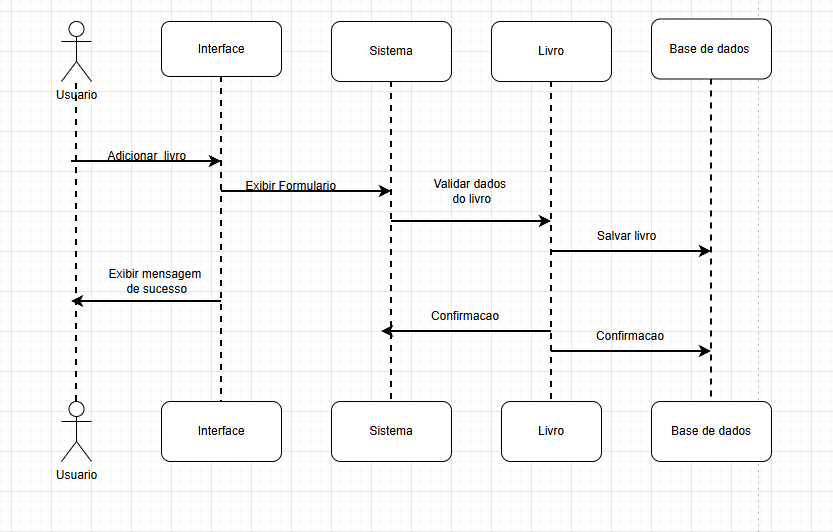 Interface
Sistema
Livro
Base de dados
Usuario
Adicionar livro
Exibir Formulario
Validar dados
do livro
Salvar livro
Exibir mensagem
de sucesso
Confirmacao
Confirmacao
Interface
Sistema
Livro
Base de dados
Usuario